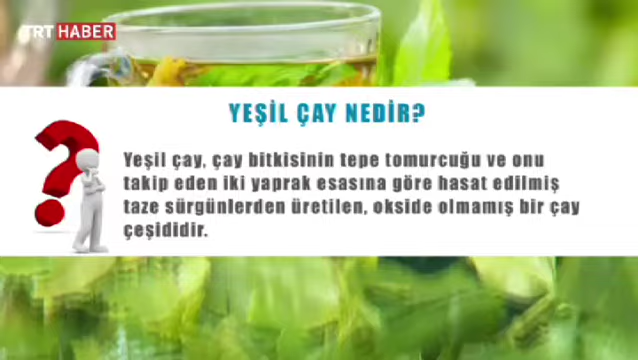 TRT HABER
YEŞİL ÇAY NEDİR?
Yeşil çay, çay bitkisinin tepe tomurcuğu ve onu
takip eden iki yaprak esasına göre hasat edilmiş
taze sürgünlerden üretilen, okside olmamış bir çay
çeşididir.